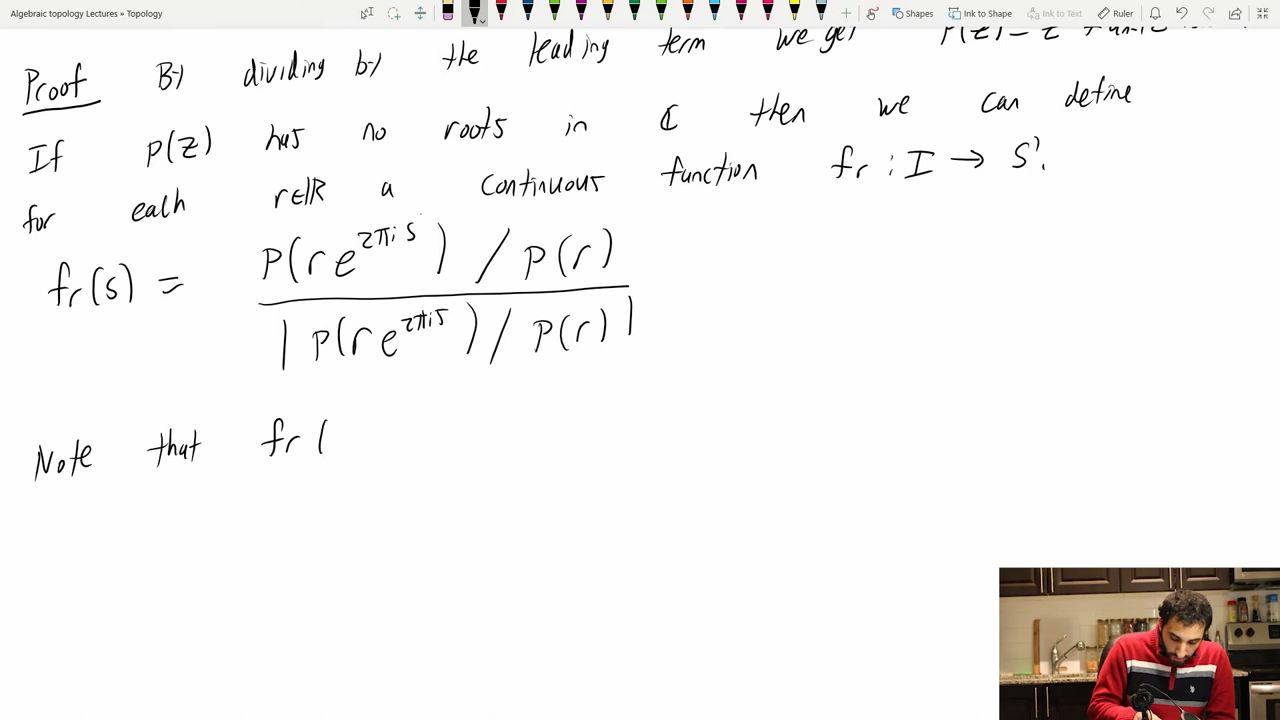 Algebraic topology Lectures » Topology
Shapes Ink to Shape Ink to Text Ruler
Proof By dividing by the leading term we get
If p(z) has no roots in ℂ then we can define
for each r∈ℝ a continuous function fr : I → S¹.
fr(s) = P(re^{2πis}) / P(r)
| P(re^{2πis}) / P(r) |
Note that fr (